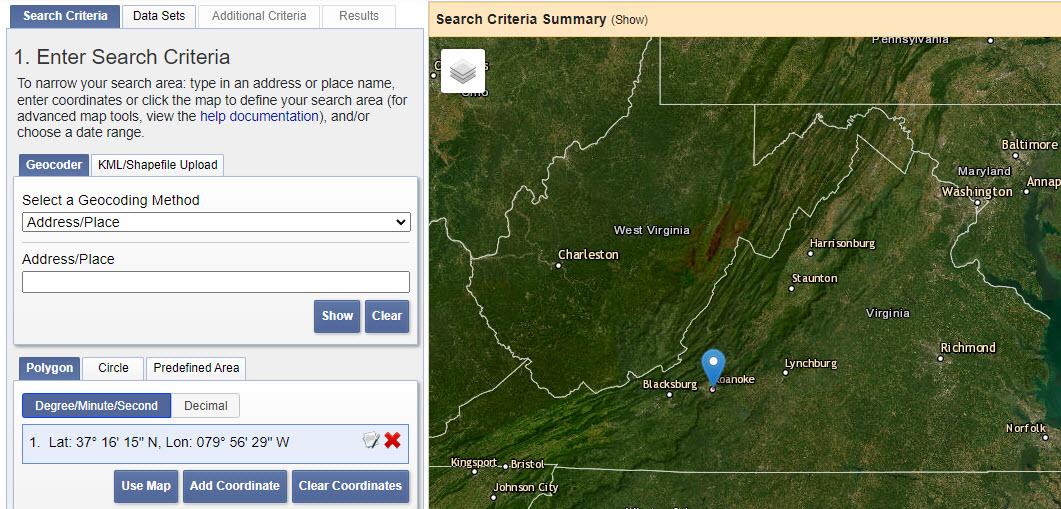 Search Criteria
Data Sets
Additional Criteria
Results
1. Enter Search Criteria
To narrow your search area: type in an address or place name,
enter coordinates or click the map to define your search area (for
advanced map tools, view the help documentation), and/or
choose a date range.
Geocoder
KML/Shapefile Upload
Select a Geocoding Method
Address/Place
Address/Place
Show
Clear
Polygon
Circle
Predefined Area
Degree/Minute/Second
Decimal
1. Lat: 37° 16' 15" N, Lon: 079° 56' 29" W
Use Map
Add Coordinate
Clear Coordinates
Search Criteria Summary (Show)
Pennsylvania
Baltimore
Maryland
Washington
West Virginia
Harrisonburg
Charleston
Staunton
Virginia
Richmond
Lynchburg
Blacksburg
Norfolk
Kingsport
Bristol
Johnson City